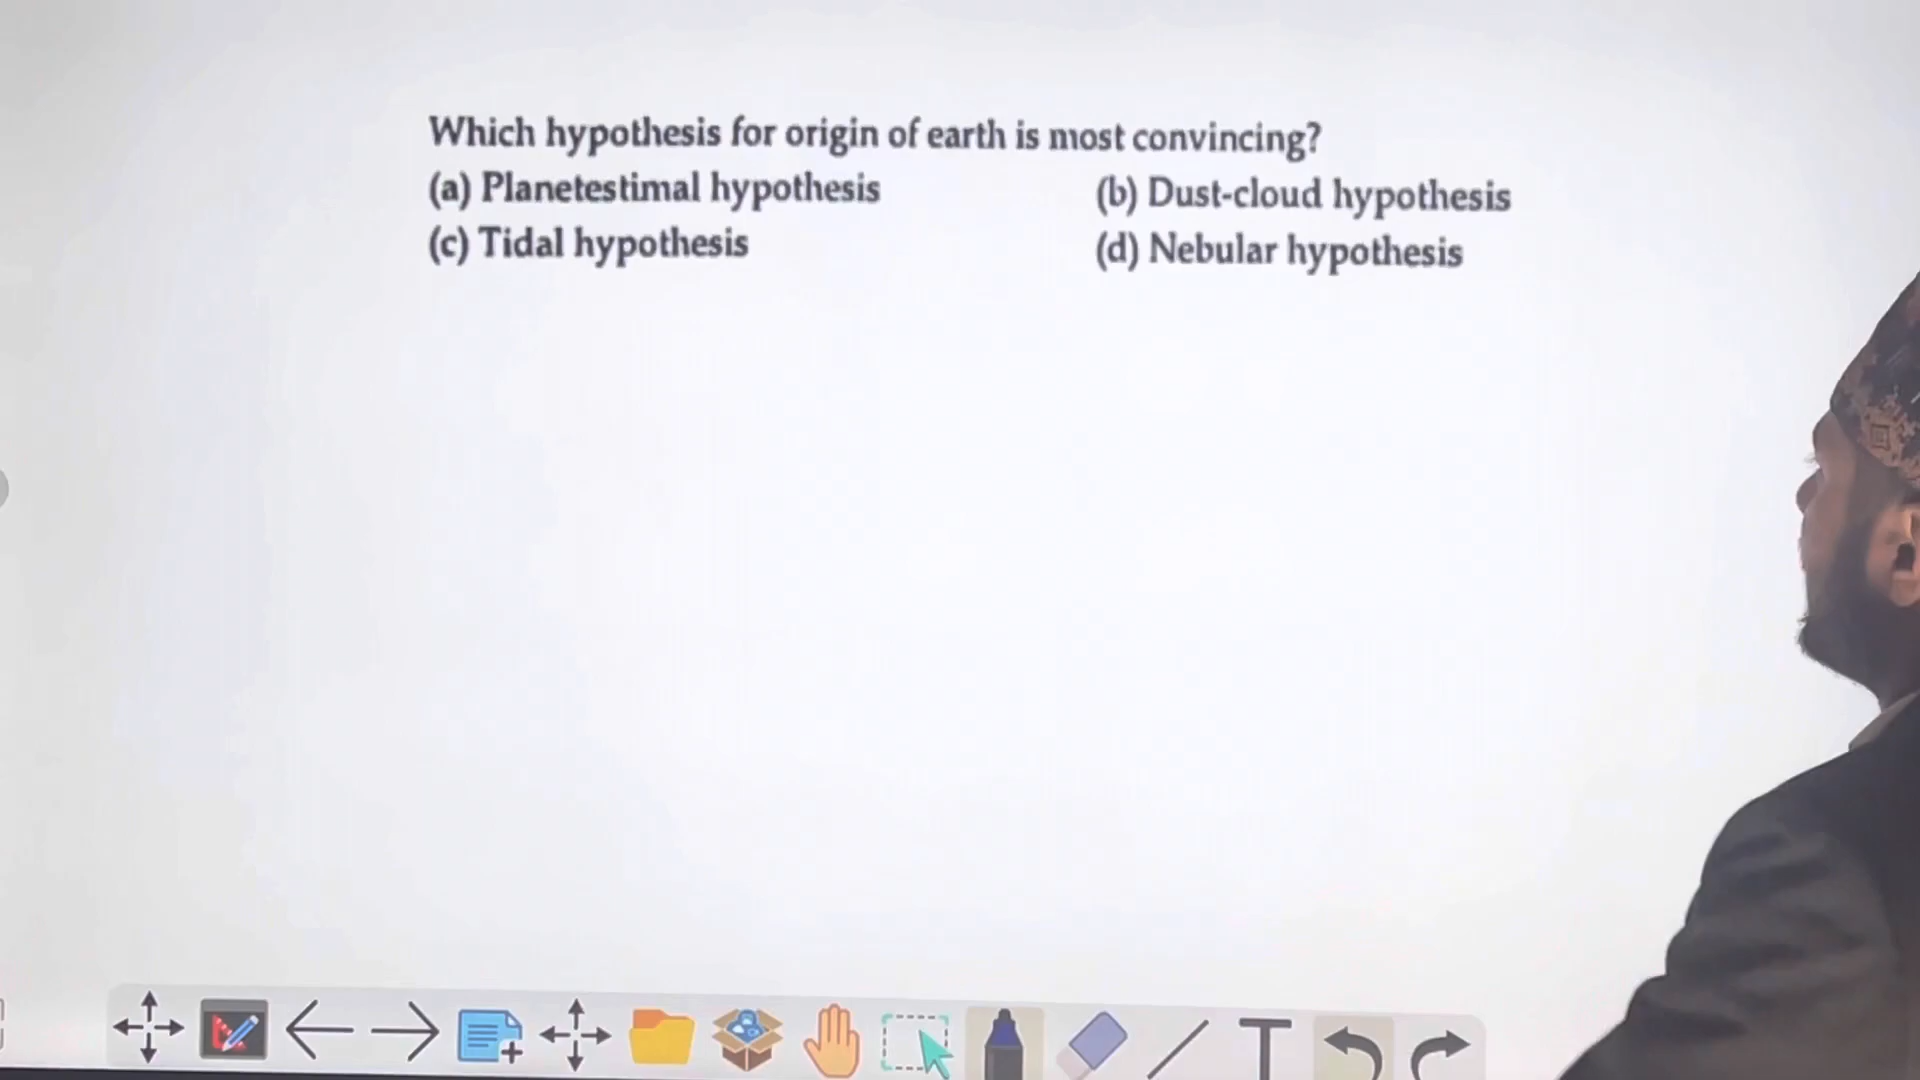 Which hypothesis for origin of earth is most convincing?
(a) Planetestimal hypothesis (b) Dust-cloud hypothesis
(c) Tidal hypothesis (d) Nebular hypothesis